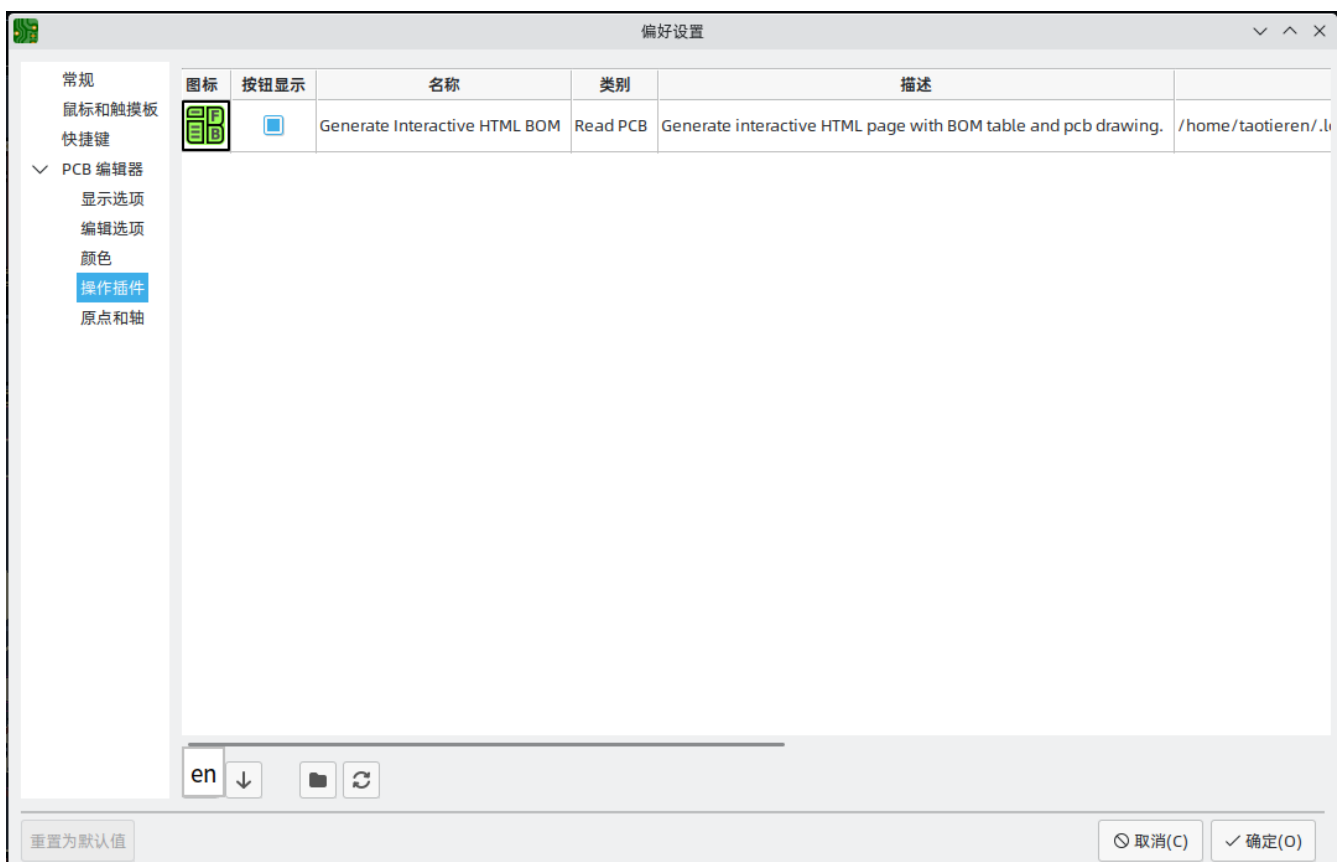 偏好设置
常规
鼠标和触摸板
快捷键
PCB 编辑器
显示选项
编辑选项
颜色
操作插件
原点和轴
图标 按钮显示 名称 类别 描述
F B Generate Interactive HTML BOM Read PCB Generate interactive HTML page with BOM table and pcb drawing. /home/taotieren/.l
en
重置为默认值 取消(C) 确定(O)